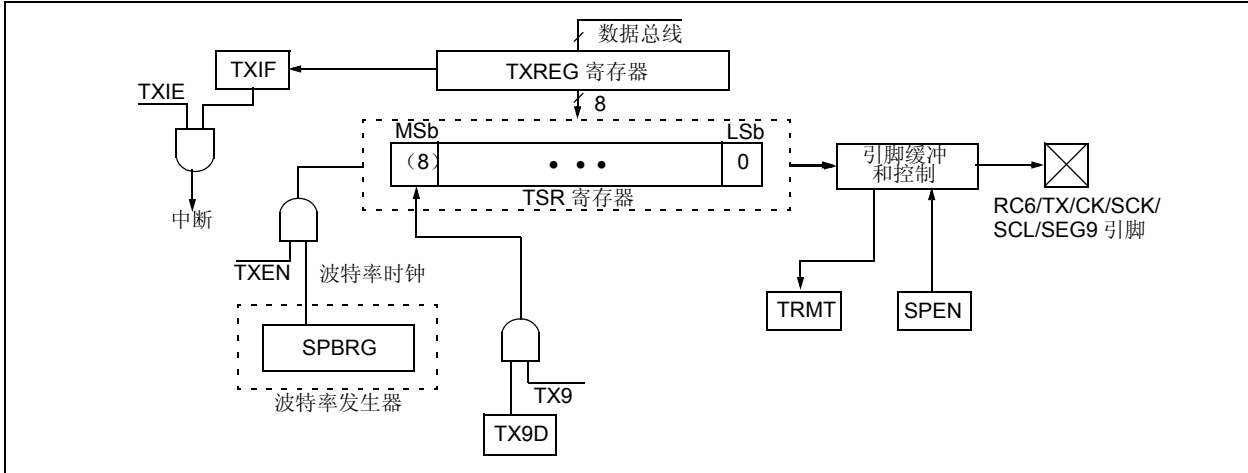 数据总线
TXIF
TXREG 寄存器
TXIE
8
MSb
LSb
（8）
• • •
0
引脚缓冲
和控制
TSR 寄存器
中断
RC6/TX/CK/SCK/
SCL/SEG9 引脚
TXEN
波特率时钟
TRMT
SPEN
SPBRG
TX9
波特率发生器
TX9D